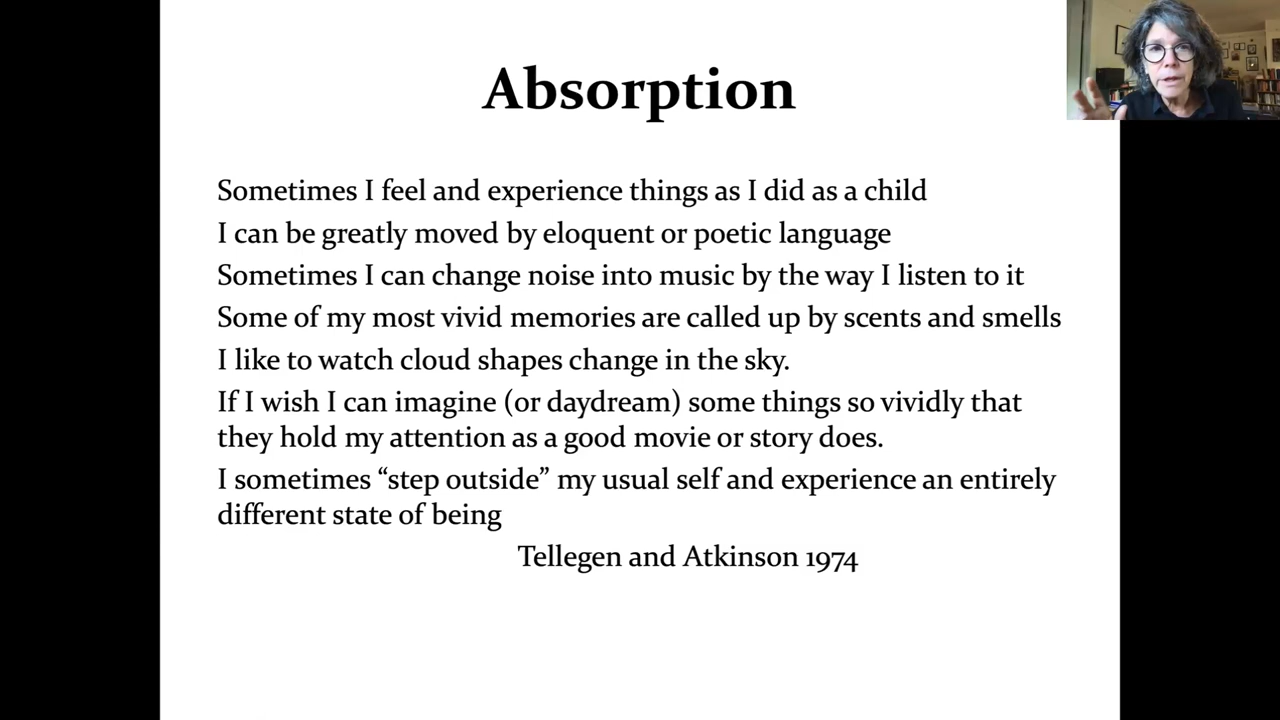 Absorption
Sometimes I feel and experience things as I did as a child
I can be greatly moved by eloquent or poetic language
Sometimes I can change noise into music by the way I listen to it
Some of my most vivid memories are called up by scents and smells
I like to watch cloud shapes change in the sky.
If I wish I can imagine (or daydream) some things so vividly that
they hold my attention as a good movie or story does.
I sometimes “step outside” my usual self and experience an entirely
different state of being
Tellegen and Atkinson 1974